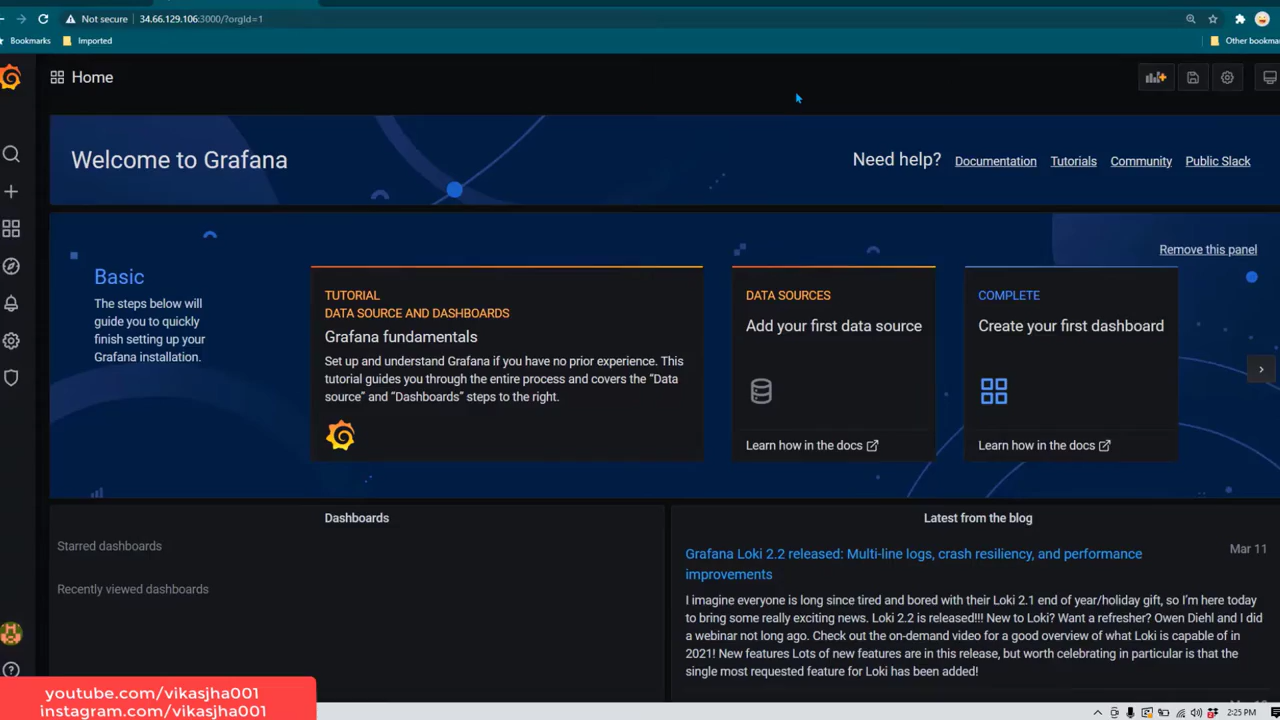 Not secure 34.66.129.106:3000/?orgId=1
Bookmarks Imported Other bookmar
Home
Welcome to Grafana
Need help? Documentation Tutorials Community Public Slack
Remove this panel
Basic
The steps below will
guide you to quickly
finish setting up your
Grafana installation.
TUTORIAL
DATA SOURCE AND DASHBOARDS
Grafana fundamentals
Set up and understand Grafana if you have no prior experience. This
tutorial guides you through the entire process and covers the “Data
source” and “Dashboards” steps to the right.
DATA SOURCES
Add your first data source
Learn how in the docs
COMPLETE
Create your first dashboard
Learn how in the docs
Dashboards
Starred dashboards
Recently viewed dashboards
Latest from the blog
Grafana Loki 2.2 released: Multi-line logs, crash resiliency, and performance
improvements
Mar 11
I imagine everyone is long since tired and bored with their Loki 2.1 end of year/holiday gift, so I’m here today
to bring some really exciting news. Loki 2.2 is released!!! New to Loki? Want a refresher? Owen Diehl and I did
a webinar not long ago. Check out the on-demand video for a good overview of what Loki is capable of in
2021! New features Lots of new features are in this release, but worth celebrating in particular is that the
single most requested feature for Loki has been added!
youtube.com/vikasjha001
instagram.com/vikasjha001
2:25 PM